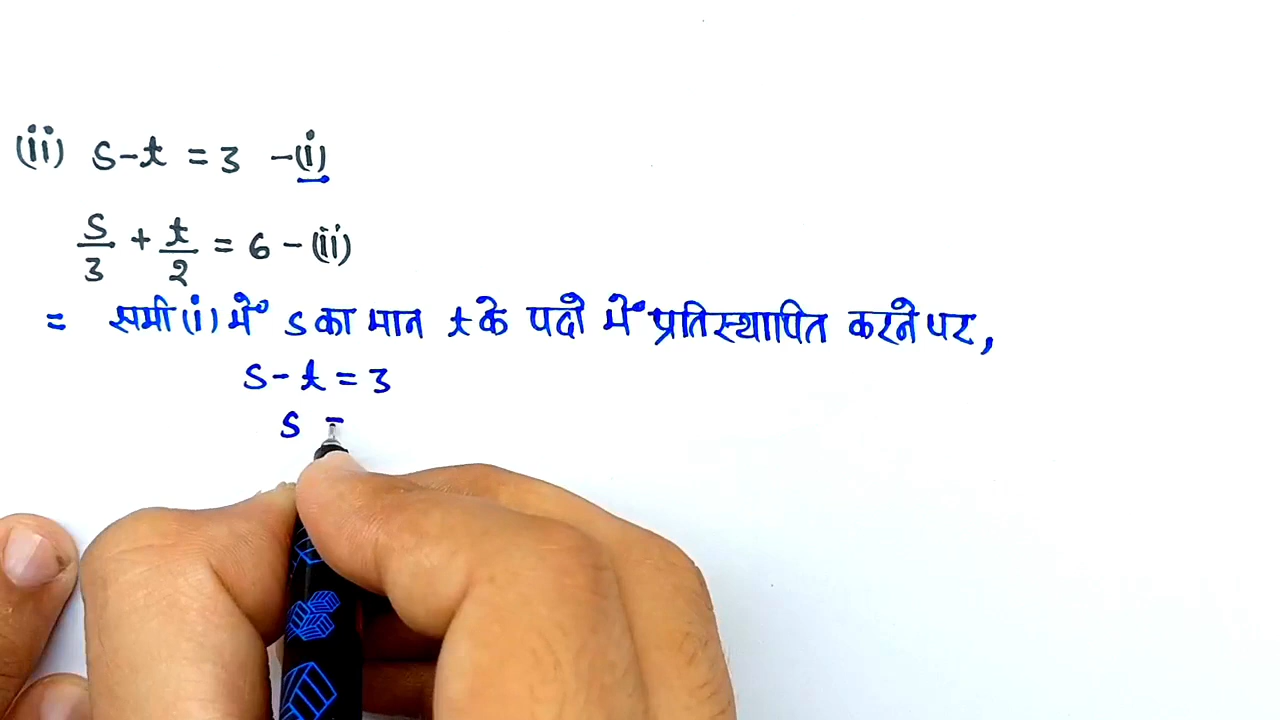 (ii) s-t = 3 -(i)
s/3 + t/2 = 6 - (ii)
= समी (i) में s का मान t के पदो में प्रतिस्थापित करने पर,
s - t = 3
s =